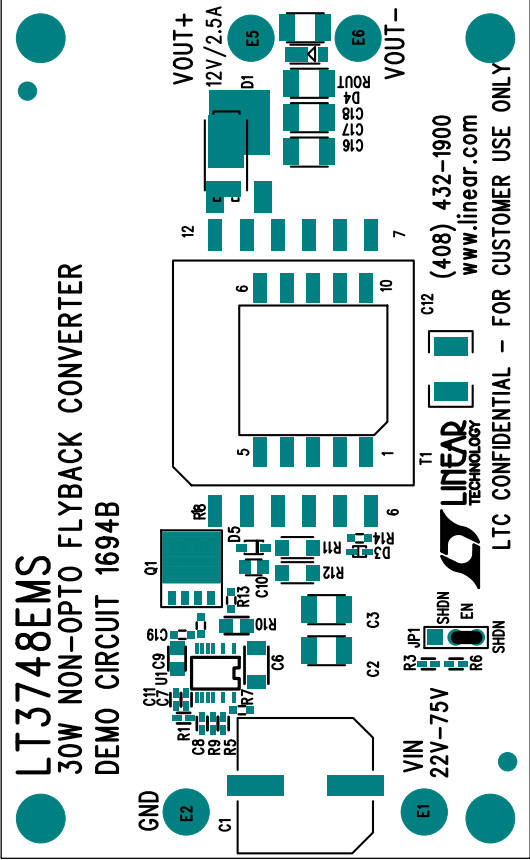 LT3748EMS
30W NON-OPTO FLYBACK CONVERTER
DEMO CIRCUIT 1694B
VOUT+
12V/2.5A
E5
E6
VOUT-
D1
ROUT
D4
C18
C17
C16
12
7
6
10
5
1
T1
C12
(408) 432-1900
www.linear.com
LTC CONFIDENTIAL - FOR CUSTOMER USE ONLY
LINEAR
TECHNOLOGY
R8
6
Q1
D5
C10
R11
R12
R14
D3
R13
R10
C19
C9
U1
C6
C11
C7
R1
C8
R9
R5
R7
C3
C2
JP1
SHDN
EN
SHDN
R3
R6
GND
E2
C1
VIN
22V-75V
E1